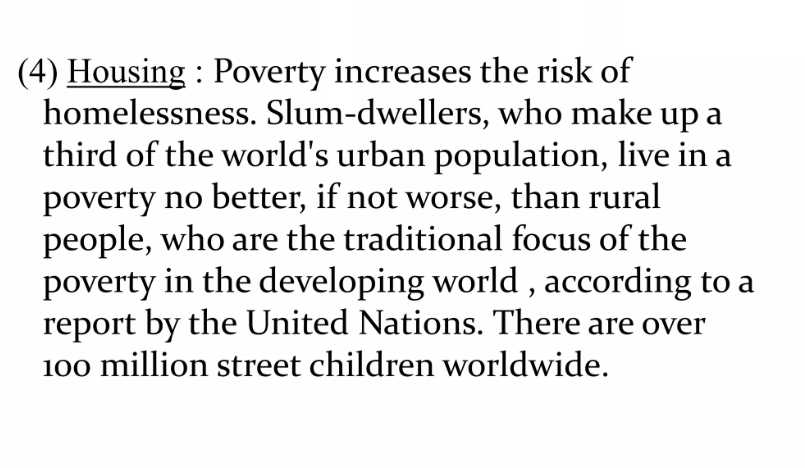 (4) Housing : Poverty increases the risk of
homelessness. Slum-dwellers, who make up a
third of the world's urban population, live in a
poverty no better, if not worse, than rural
people, who are the traditional focus of the
poverty in the developing world , according to a
report by the United Nations. There are over
100 million street children worldwide.